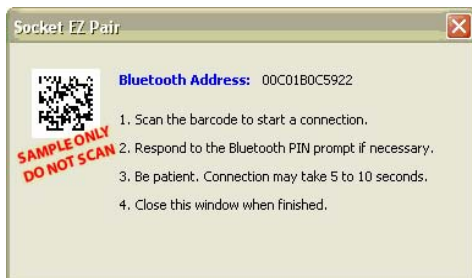 Socket EZ Pair
Bluetooth Address: 00C01B0C5922
1. Scan the barcode to start a connection.
SAMPLE ONLY
DO NOT SCAN
2. Respond to the Bluetooth PIN prompt if necessary.
3. Be patient. Connection may take 5 to 10 seconds.
4. Close this window when finished.